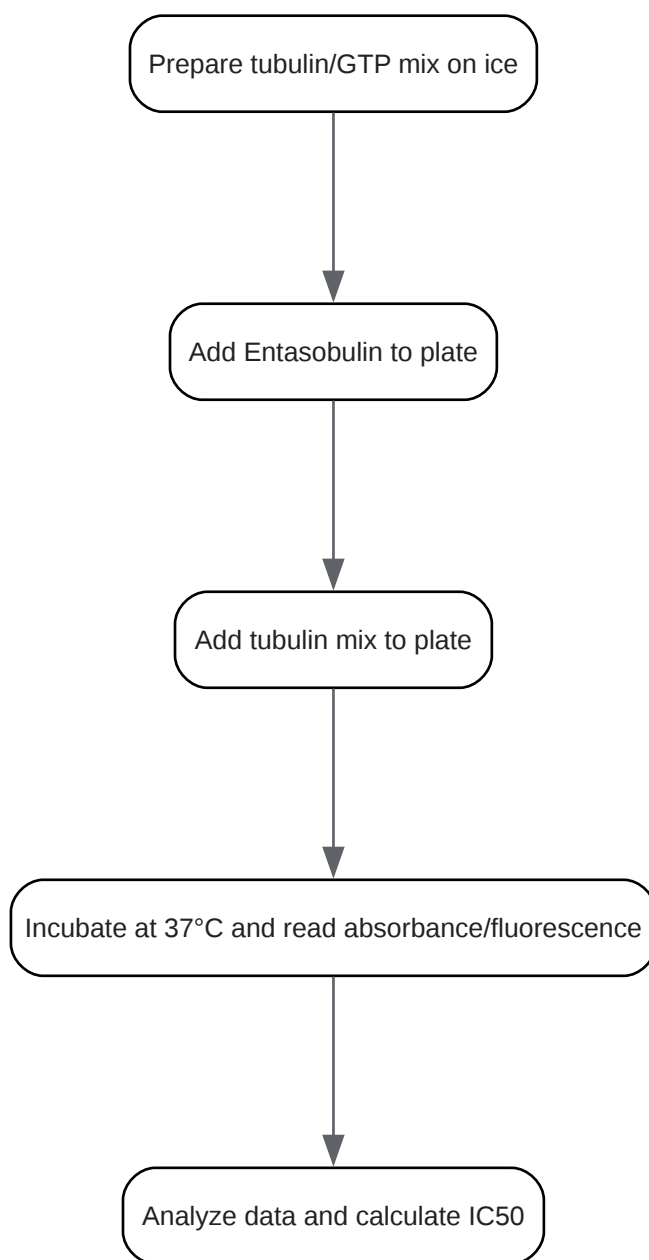 Prepare tubulin/GTP mix on ice
Add Entasobulin to plate
Add tubulin mix to plate
Incubate at 37°C and read absorbance/fluorescence
Analyze data and calculate IC50